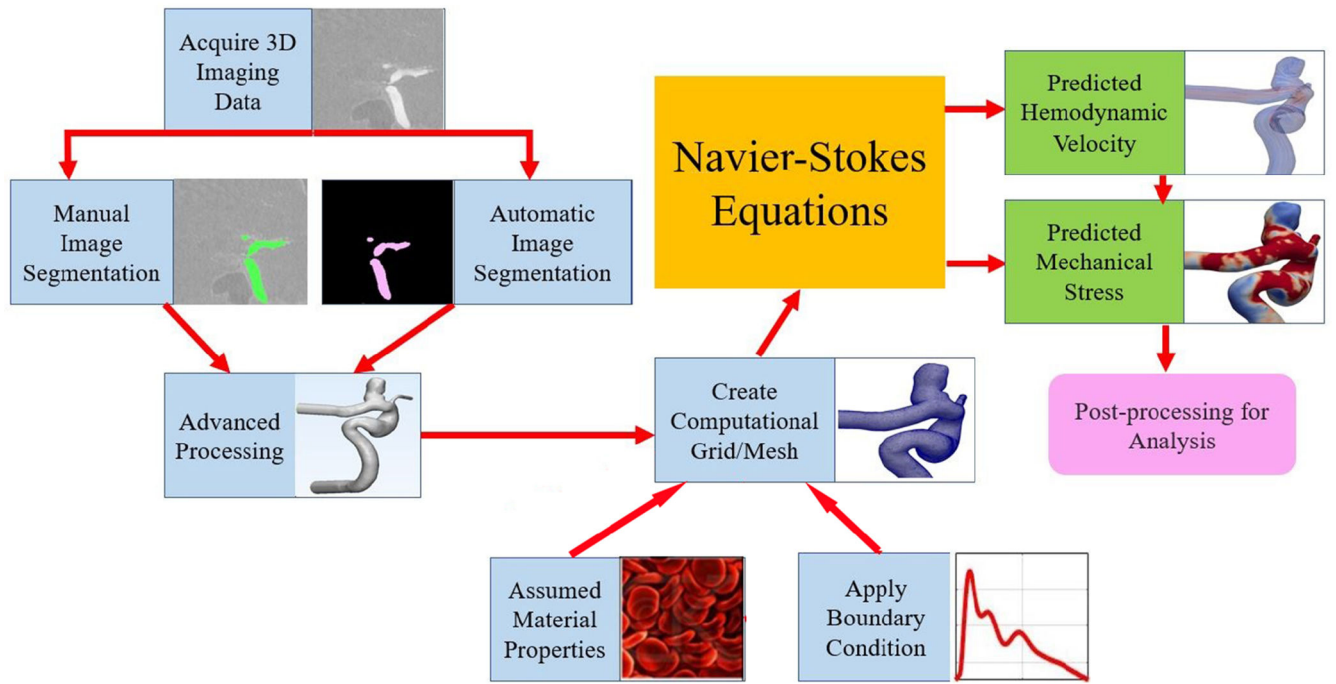 Acquire 3D
Imaging
Data
Manual
Image
Segmentation
Automatic
Image
Segmentation
Advanced
Processing
Navier-Stokes
Equations
Create
Computational
Grid/Mesh
Assumed
Material
Properties
Apply
Boundary
Condition
Predicted
Hemodynamic
Velocity
Predicted
Mechanical
Stress
Post-processing for
Analysis